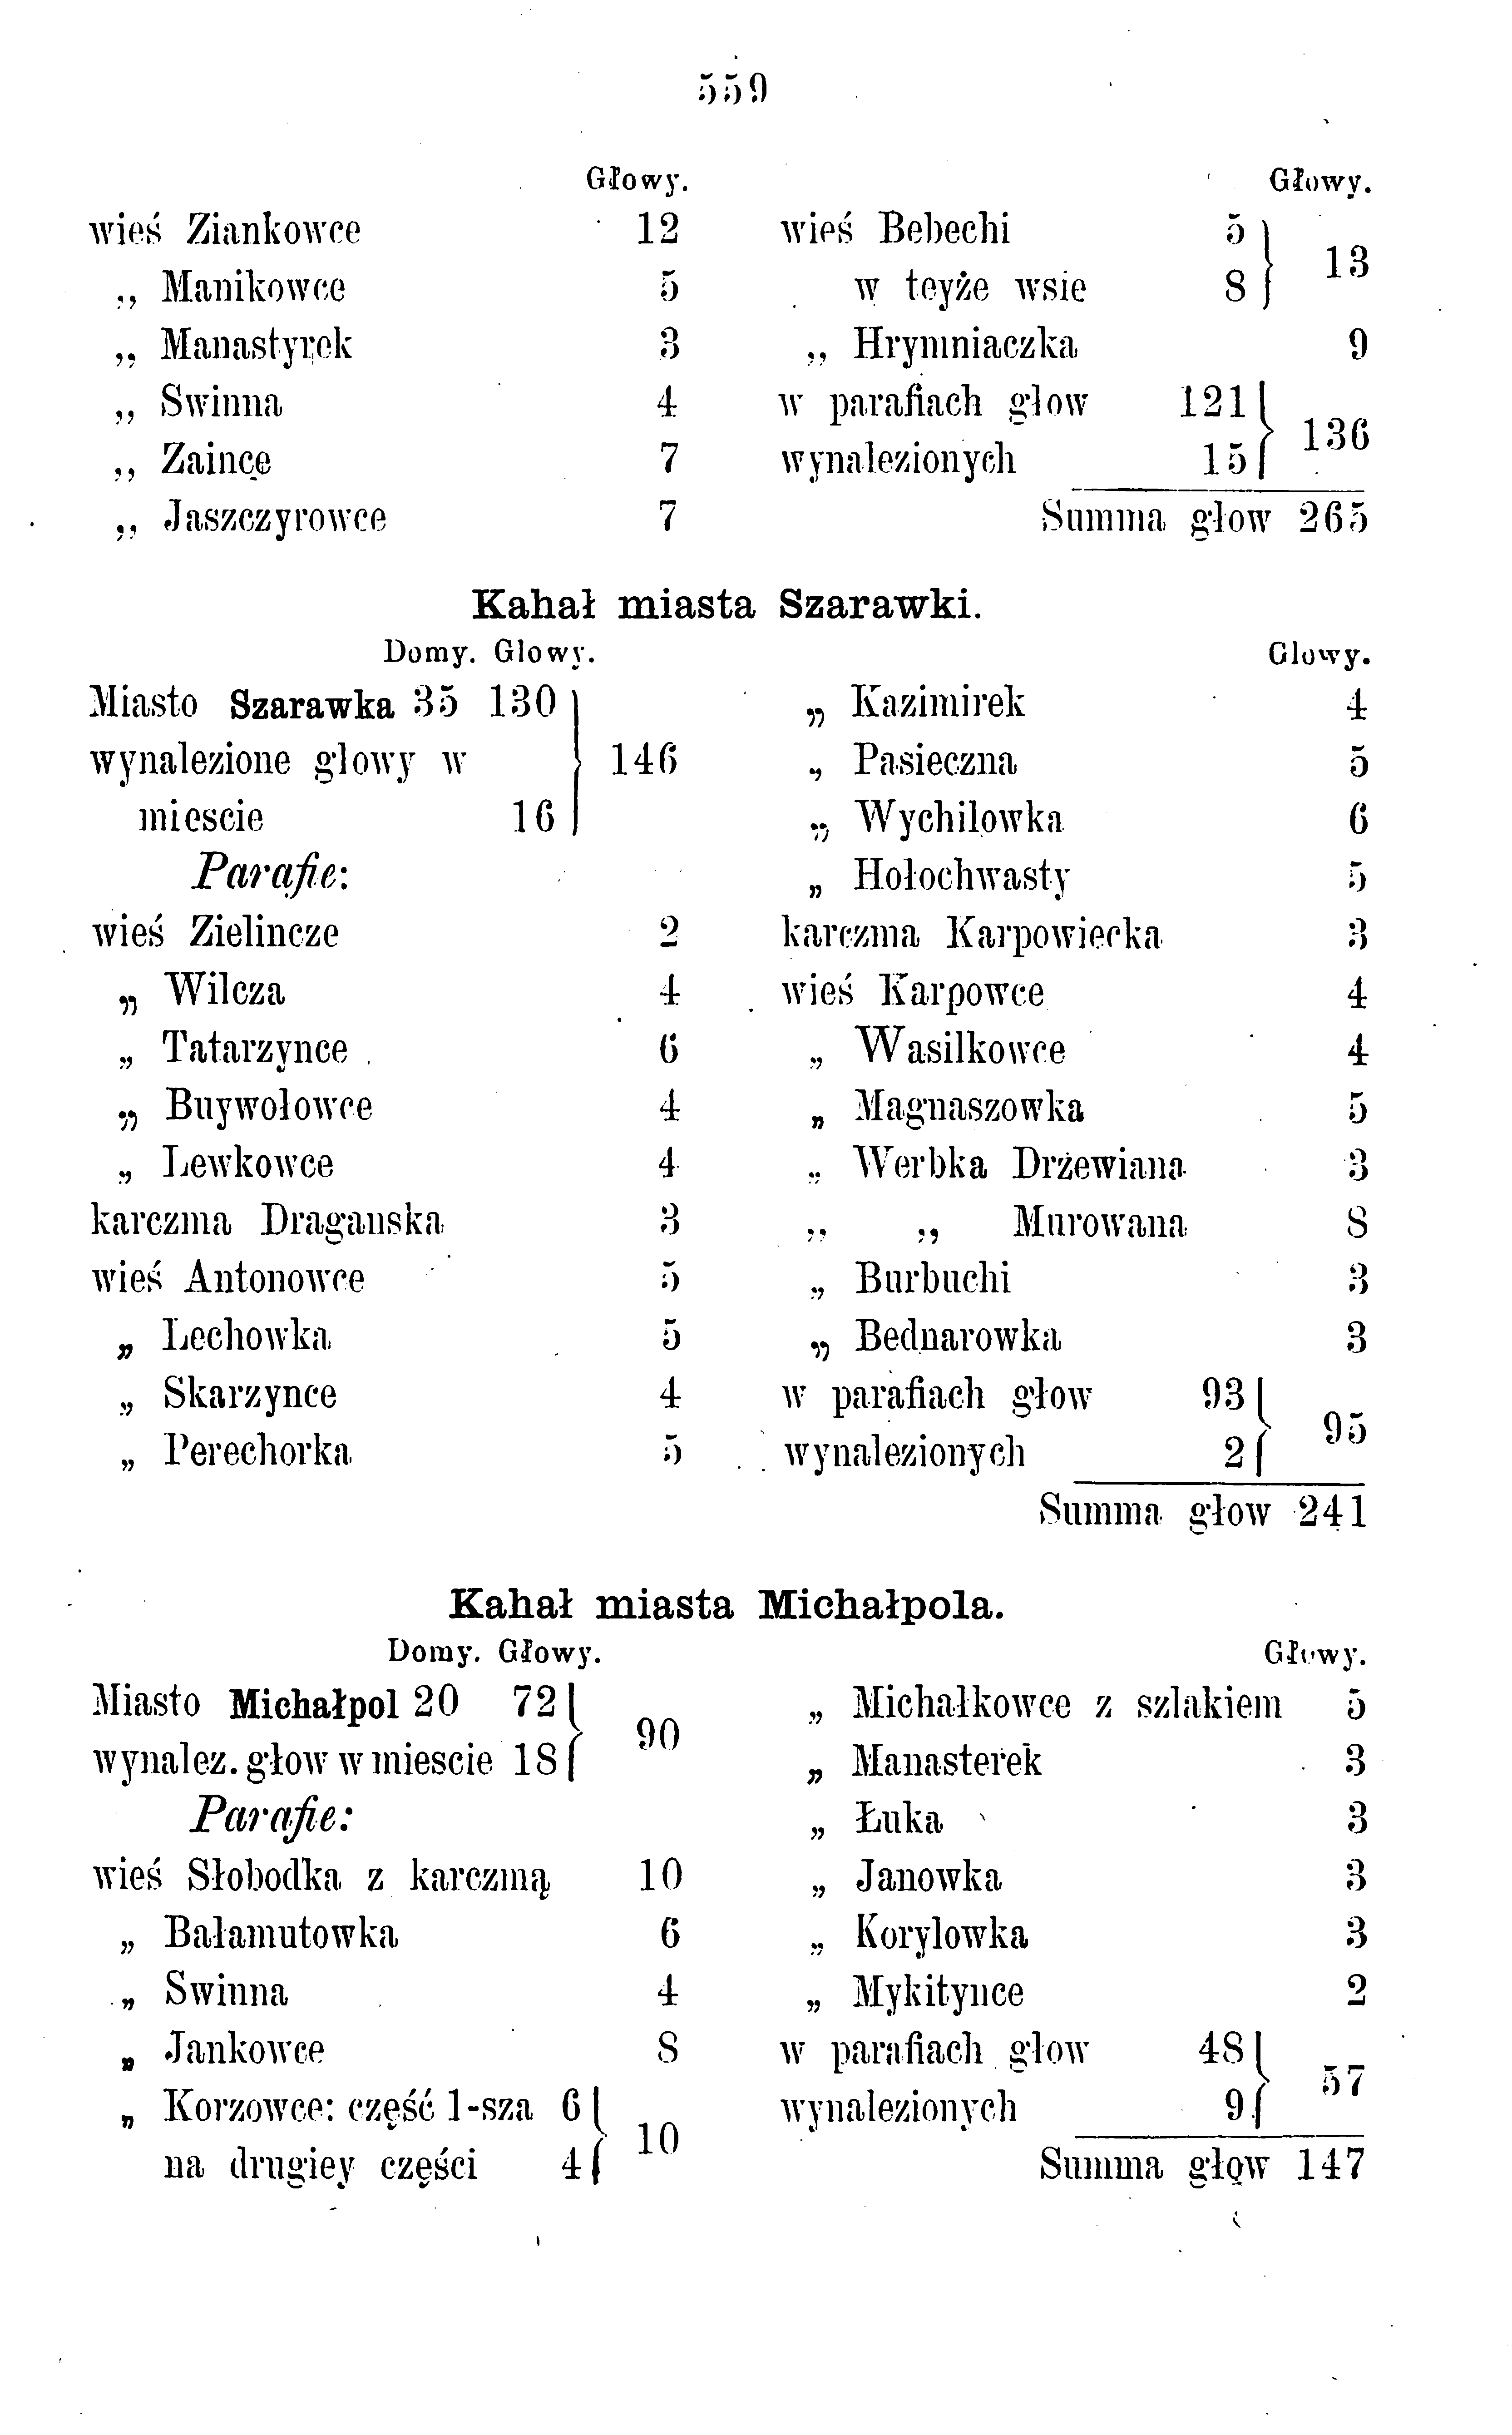 559
Głowy.
wieś Ziankowce 12
„ Manikowce 5
„ Manastyrek 3
„ Swinna 4
„ Zaince 7
„ Jaszczyrowce 7
Głowy.
wieś Bebechi 5
w teyże wsie 8 } 13
„ Hrymniaczka 9
w parafiach głow 121
wynalezionych 15 } 136
Summa głow 265
Kahał miasta Szarawki.
Domy. Glowy.
Miasto Szarawka 35 130
wynalezione glowy w } 146
miescie 16
Parafie:
wieś Zielincze 2
„ Wilcza 4
„ Tatarzynce 6
„ Buywołowce 4
„ Lewkowce 4
karczma Draganska 3
wieś Antonowce 5
„ Lechowka 5
„ Skarzynce 4
„ Perechorka 5
Glowy.
„ Kazimirek 4
„ Pasieczna 5
„ Wychilowka 6
„ Hołochwasty 5
karczma Karpowiecka 3
wieś Karpowce 4
„ Wasilkowce 4
„ Magnaszowka 5
„ Werbka Drżewiana 3
„ „ Murowana 8
„ Burbuchi 3
„ Bednarowka 3
w parafiach głow 93
wynalezionych 2 } 95
Summa głow 241
Kahał miasta Michałpola.
Domy. Głowy.
Miasto Michałpol 20 72
wynalez. głow w miescie 18 } 90
Parafie:
wieś Słobodka z karczmą 10
„ Bałamutowka 6
„ Swinna 4
„ Jankowce 8
„ Korzowce: część 1-sza 6
na drugiey części 4 } 10
Głowy.
„ Michałkowce z szlakiem 5
„ Manasterek 3
„ Łuka 3
„ Janowka 3
„ Korylowka 3
„ Mykitynce 2
w parafiach głow 48
wynalezionych 9 } 57
Summa głow 147